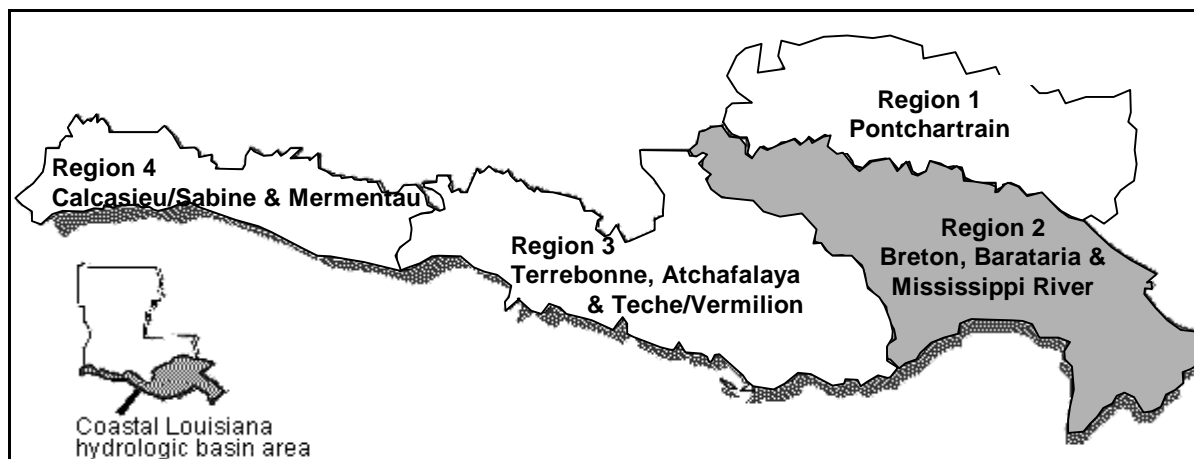 Region 1
Pontchartrain
Region 4
Calcasieu/Sabine & Mermentau
Region 3
Terrebonne, Atchafalaya
& Teche/Vermilion
Region 2
Breton, Barataria &
Mississippi River
Coastal Louisiana
hydrologic basin area